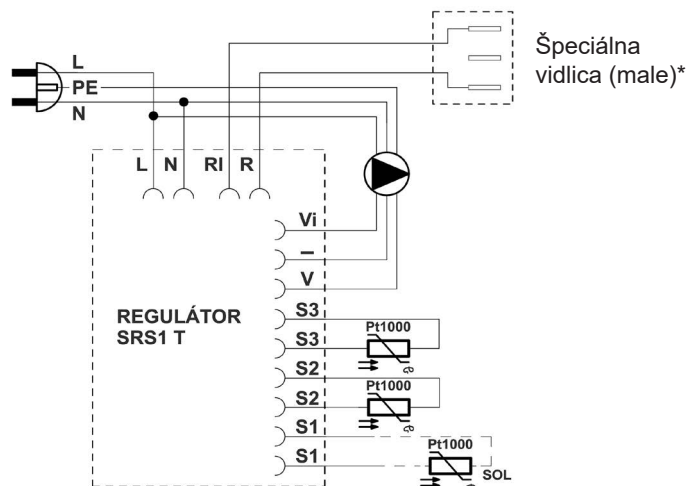 L
PE
N
Špeciálna
vidlica (male)*
L N RI R
Vi
–
V
S3
S3
S2
S2
S1
S1
REGULÁTOR
SRS1 T
Pt1000
Pt1000
Pt1000
SOL